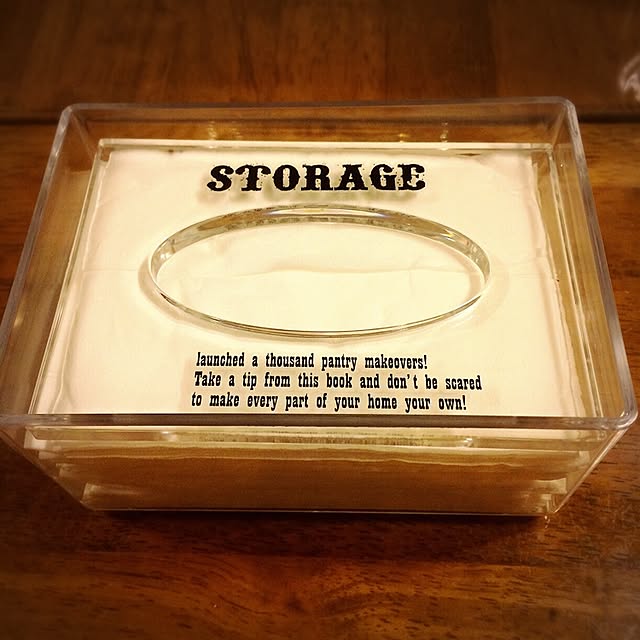 STORAGE
launched a thousand pantry makeovers!
Take a tip from this book and don't be scared
to make every part of your home your own!